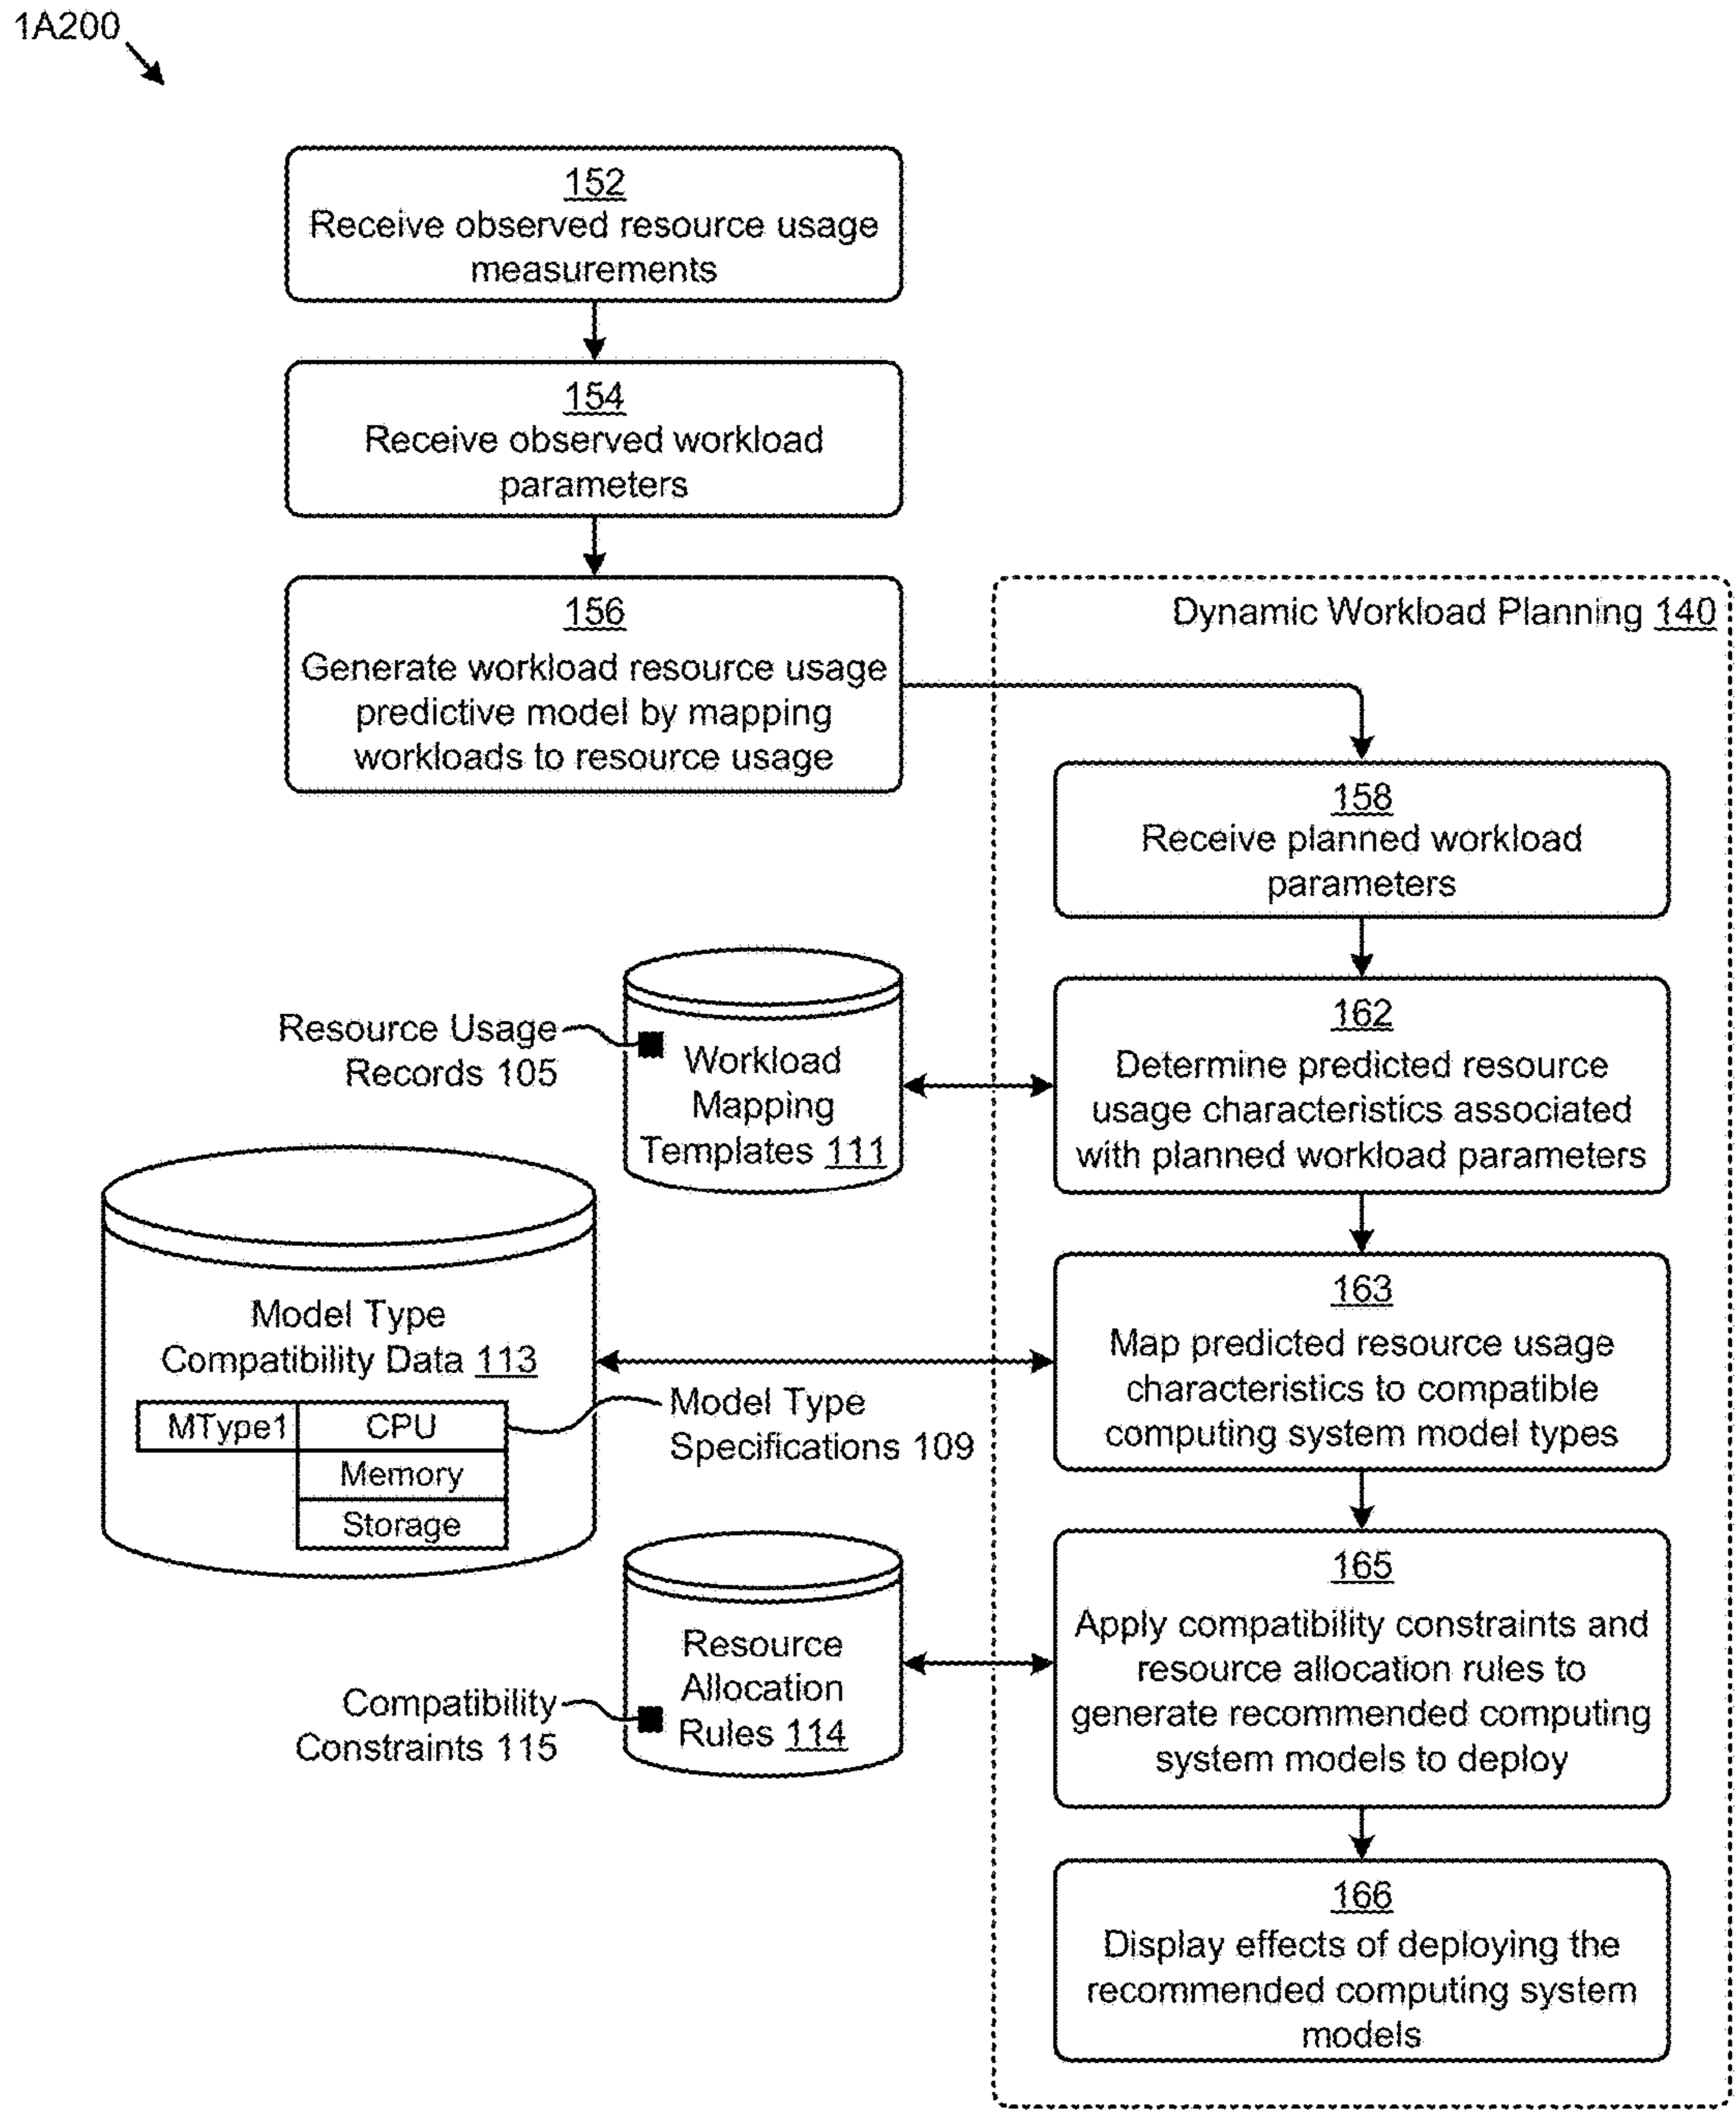 1A200
152
Receive observed resource usage
measurements
154
Receive observed workload
parameters
156
Generate workload resource usage
predictive model by mapping
workloads to resource usage
Dynamic Workload Planning 140
158
Receive planned workload
parameters
Resource Usage
Records 105
Workload
Mapping
Templates 111
162
Determine predicted resource
usage characteristics associated
with planned workload parameters
Model Type
Compatibility Data 113
MType1
CPU
Memory
Storage
Model Type
Specifications 109
163
Map predicted resource usage
characteristics to compatible
computing system model types
Resource
Allocation
Rules 114
Compatibility
Constraints 115
165
Apply compatibility constraints and
resource allocation rules to
generate recommended computing
system models to deploy
166
Display effects of deploying the
recommended computing system
models